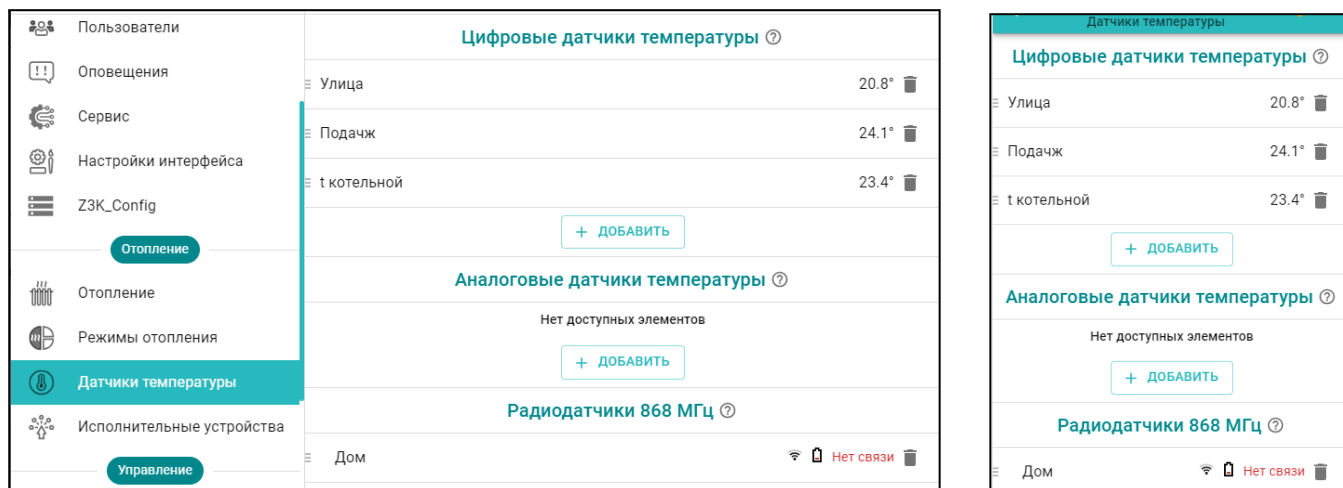 Пользователи
Оповещения
Сервис
Настройки интерфейса
Z3K_Config
Отопление
Отопление
Режимы отопления
Датчики температуры
Исполнительные устройства
Управление
Цифровые датчики температуры ?
Улица 20.8°
Подачж 24.1°
t котельной 23.4°
+ ДОБАВИТЬ
Аналоговые датчики температуры ?
Нет доступных элементов
+ ДОБАВИТЬ
Радиодатчики 868 МГц ?
Дом Нет связи
Датчики температуры
Цифровые датчики температуры ?
Улица 20.8°
Подачж 24.1°
t котельной 23.4°
+ ДОБАВИТЬ
Аналоговые датчики температуры ?
Нет доступных элементов
+ ДОБАВИТЬ
Радиодатчики 868 МГц ?
Дом Нет связи